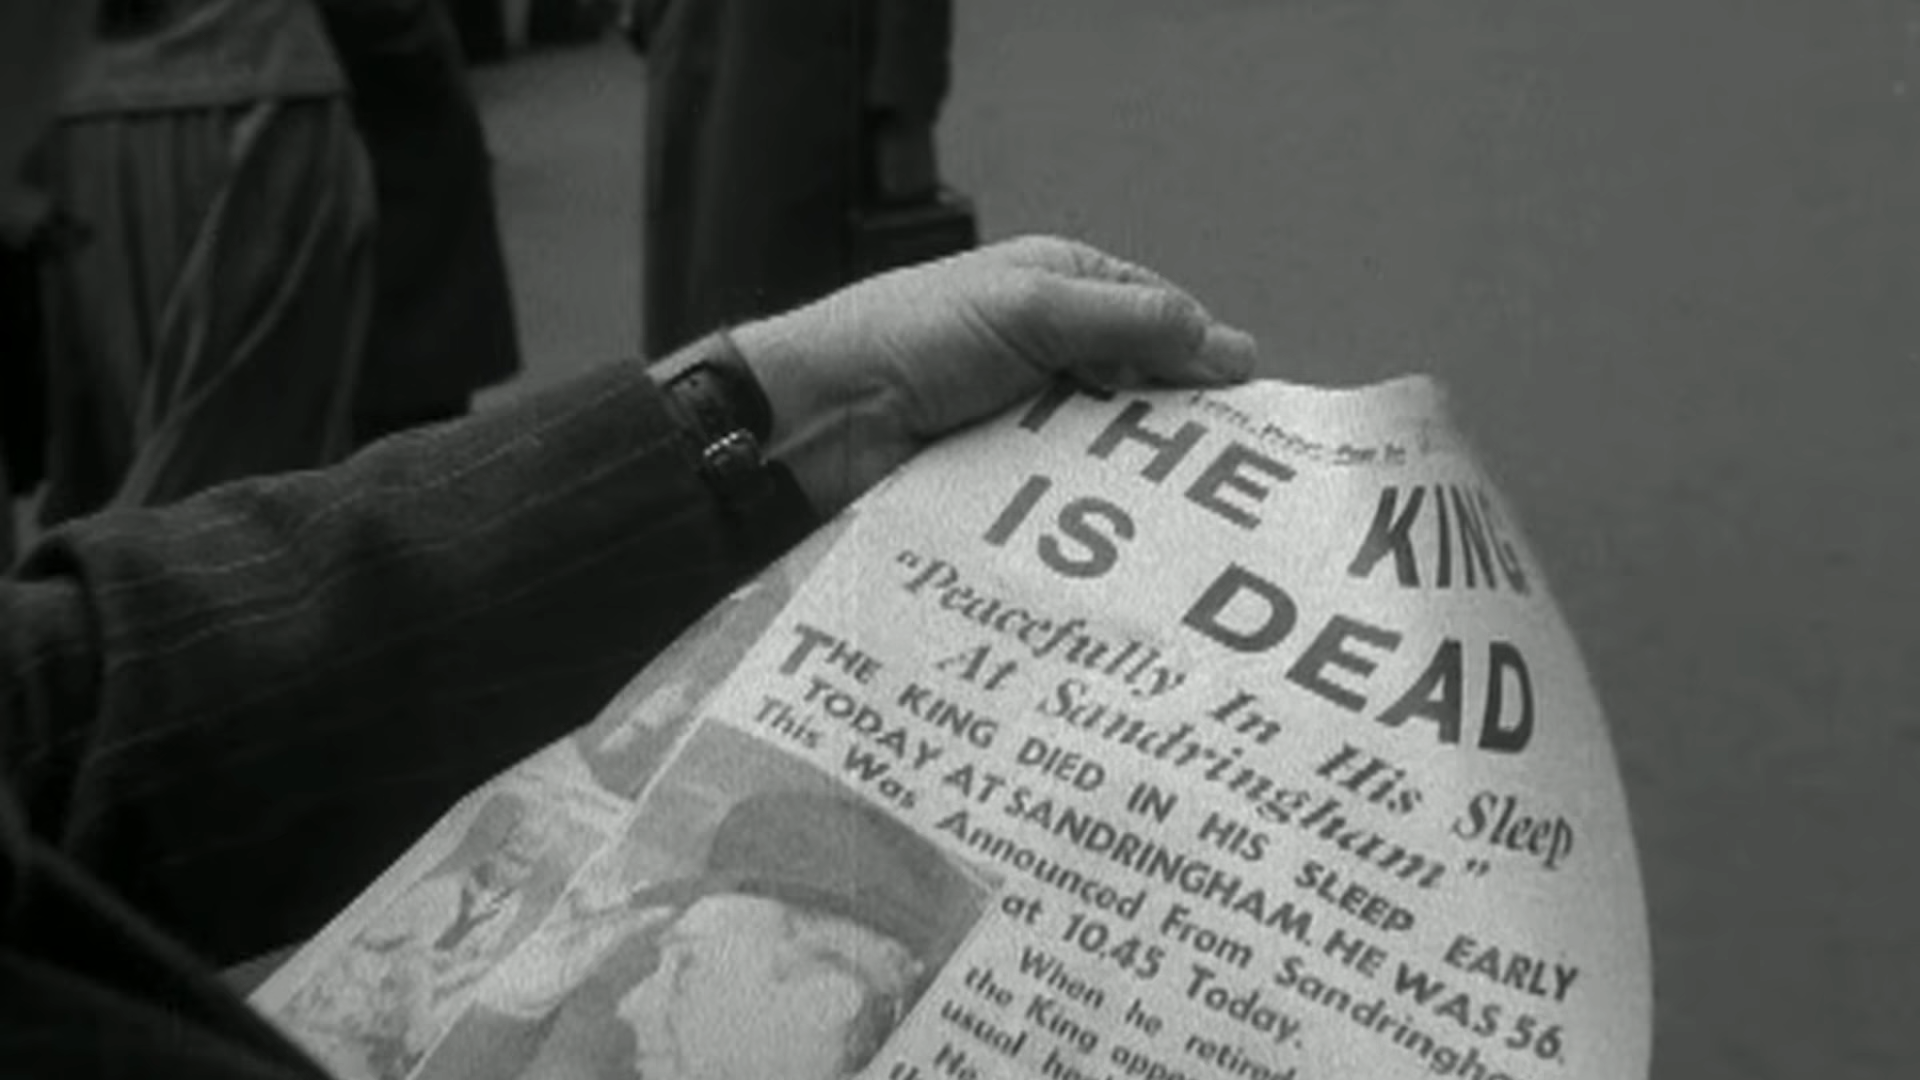 THE KING
IS DEAD
"Peacefully In His Sleep
At Sandringham"
THE KING DIED IN HIS SLEEP EARLY
TODAY AT SANDRINGHAM. HE WAS 56.
This Was Announced From
at 10.45 Today.
When he retired
the King
usual